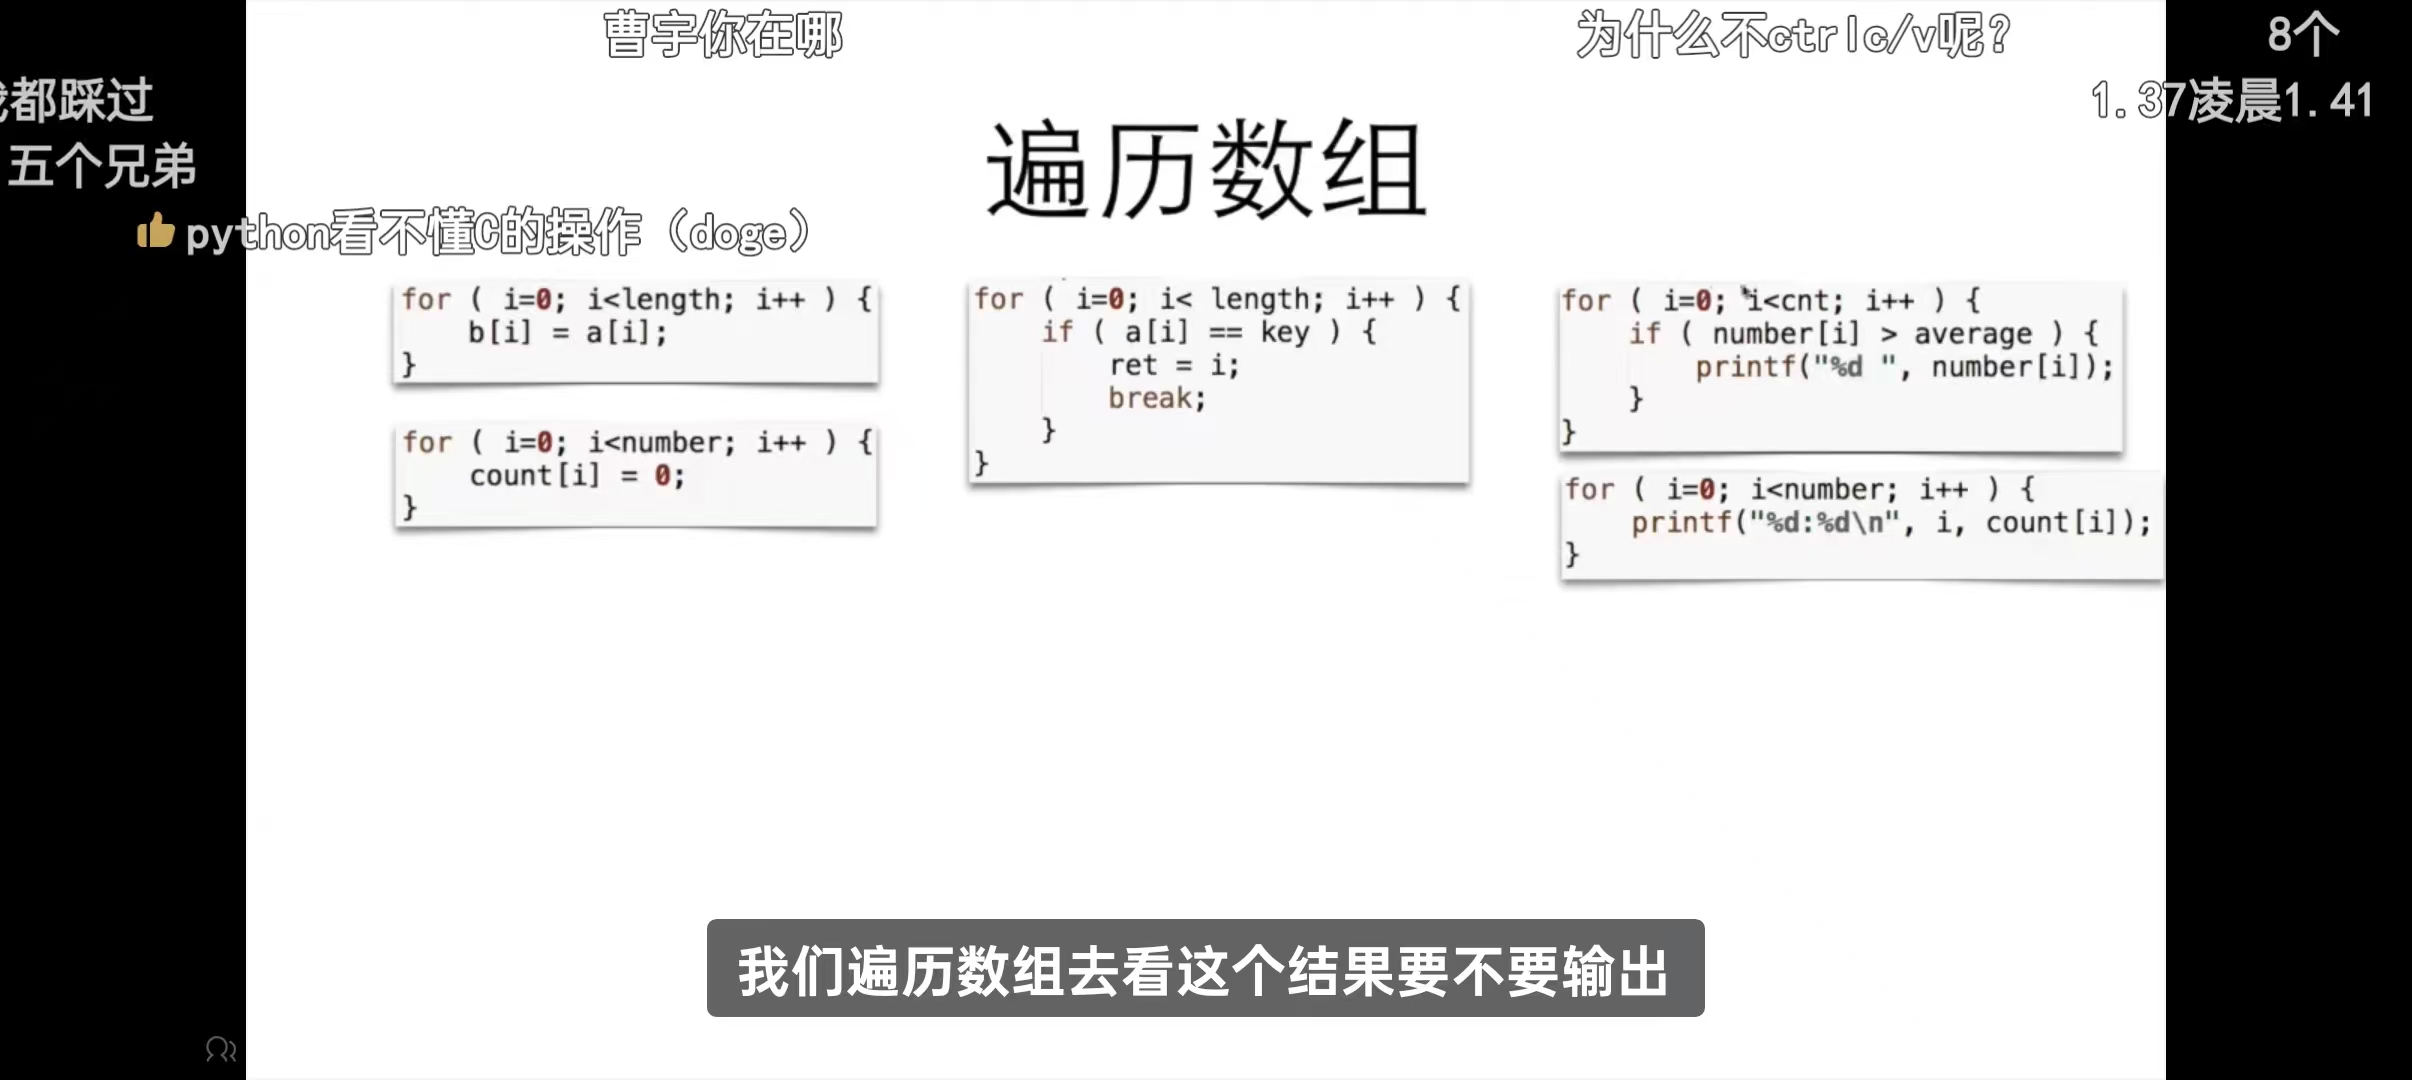 曹宇你在哪
为什么不ctrlc/v呢?
8个
都踩过
1.37凌晨1.41
五个兄弟
python看不懂C的操作（doge）
遍历数组
for ( i=0; i<length; i++ ) {
    b[i] = a[i];
}
for ( i=0; i<number; i++ ) {
    count[i] = 0;
}
for ( i=0; i< length; i++ ) {
    if ( a[i] == key ) {
        ret = i;
        break;
    }
}
for ( i=0; i<cnt; i++ ) {
    if ( number[i] > average ) {
        printf("%d ", number[i]);
    }
}
for ( i=0; i<number; i++ ) {
    printf("%d:%d\n", i, count[i]);
}
我们遍历数组去看这个结果要不要输出